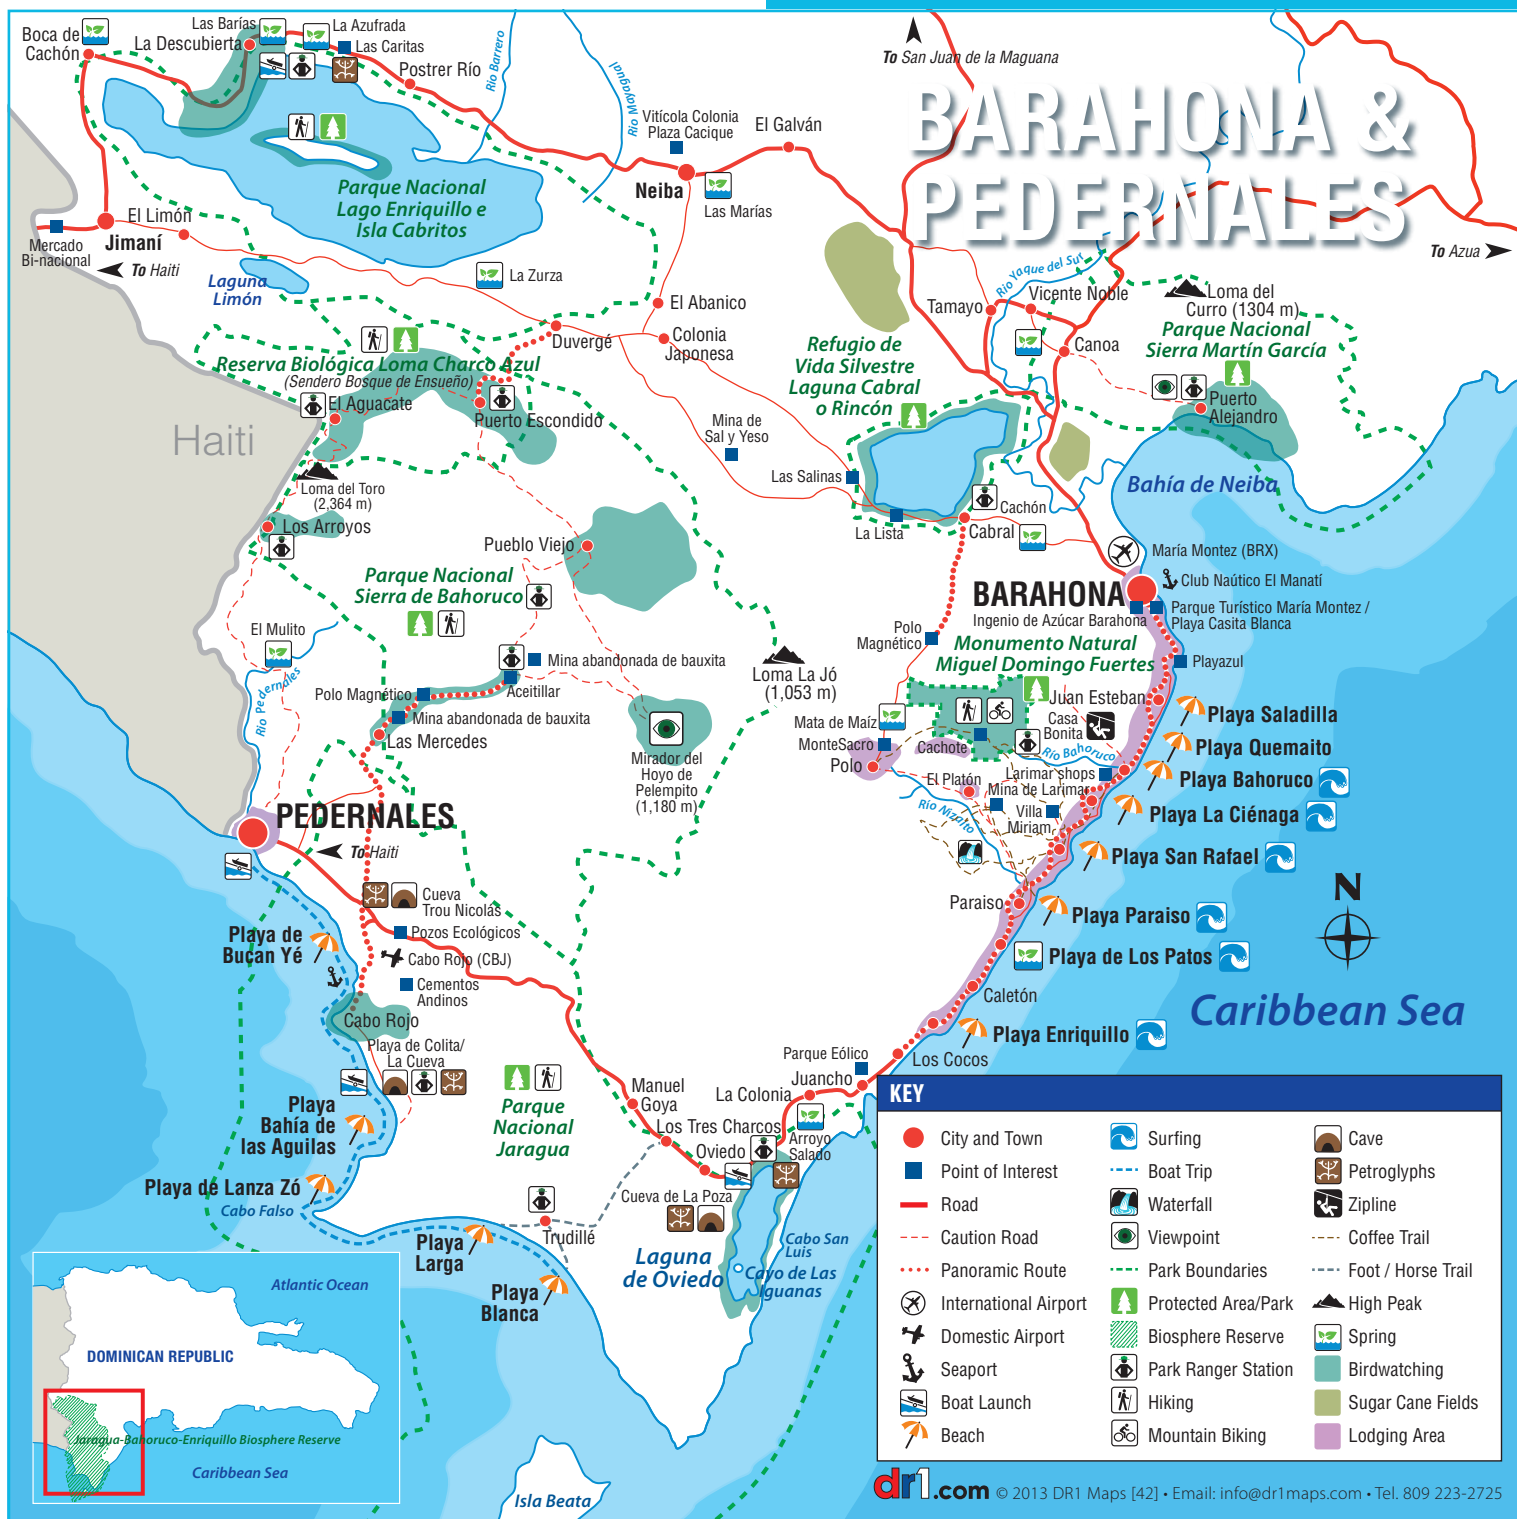 BARAHONA &
PEDERNALES
To San Juan de la Maguana
To Azua
Boca de
Cachón
Las Barías
La Descubierta
La Azufrada
Las Caritas
Postrer Río
Río Barrero
Río Mayagual
Vitícola Colonia
Plaza Cacique
El Galván
Neiba
Las Marías
Parque Nacional
Lago Enriquillo e
Isla Cabritos
El Limón
Jimaní
Mercado
Bi-nacional
To Haiti
Laguna
Limón
La Zurza
El Abanico
Duvergé
Colonia
Japonesa
Reserva Biológica Loma Charco Azul
(Sendero Bosque de Ensueño)
El Aguacate
Puerto Escondido
Haiti
Loma del Toro
(2,364 m)
Los Arroyos
Mina de
Sal y Yeso
Refugio de
Vida Silvestre
Laguna Cabral
o Rincón
Las Salinas
La Lista
Cachón
Cabral
Río Yaque del Sur
Tamayo
Vicente Noble
Canoa
Loma del
Curro (1304 m)
Parque Nacional
Sierra Martín García
Puerto
Alejandro
Bahía de Neiba
María Montez (BRX)
BARAHONA
Club Naútico El Manatí
Ingenio de Azúcar Barahona
Parque Turístico María Montez /
Playa Casita Blanca
Pueblo Viejo
Parque Nacional
Sierra de Bahoruco
El Mulito
Río Pedernales
Mina abandonada de bauxita
Aceitillar
Polo Magnético
Mina abandonada de bauxita
Las Mercedes
Mirador del
Hoyo de
Pelempito
(1,180 m)
Loma La Jó
(1,053 m)
Polo
Magnético
Monumento Natural
Miguel Domingo Fuertes
Playazul
Juan Esteban
Casa
Bonita
Mata de Maíz
MonteSacro
Cachote
Polo
Río Bahoruco
El Platón
Larimar shops
Mina de Larimar
Río Nizaito
Villa
Miriam
Playa Saladilla
Playa Quemaito
Playa Bahoruco
Playa La Ciénaga
Playa San Rafael
Paraiso
Playa Paraiso
Playa de Los Patos
Caletón
Playa Enriquillo
Los Cocos
N
Caribbean Sea
PEDERNALES
To Haiti
Cueva
Trou Nicolás
Pozos Ecológicos
Cabo Rojo (CBJ)
Cementos
Andinos
Playa de
Bucan Yé
Cabo Rojo
Playa de Colita/
La Cueva
Playa
Bahía de
las Aguilas
Playa de Lanza Zó
Cabo Falso
Parque
Nacional
Jaragua
Manuel
Goya
Los Tres Charcos
Oviedo
La Colonia
Juancho
Parque Eólico
Arroyo
Salado
Cueva de La Poza
Trudillé
Playa
Larga
Playa
Blanca
Laguna
de Oviedo
Cabo San
Luis
Cayo de Las
Iguanas
Isla Beata
Atlantic Ocean
DOMINICAN REPUBLIC
Jaragua-Bahoruco-Enriquillo Biosphere Reserve
Caribbean Sea
KEY
City and Town
Point of Interest
Road
Caution Road
Panoramic Route
International Airport
Domestic Airport
Seaport
Boat Launch
Beach
Surfing
Boat Trip
Waterfall
Viewpoint
Park Boundaries
Protected Area/Park
Biosphere Reserve
Park Ranger Station
Hiking
Mountain Biking
Cave
Petroglyphs
Zipline
Coffee Trail
Foot / Horse Trail
High Peak
Spring
Birdwatching
Sugar Cane Fields
Lodging Area
dr1.com © 2013 DR1 Maps [42] • Email: info@dr1maps.com • Tel. 809 223-2725